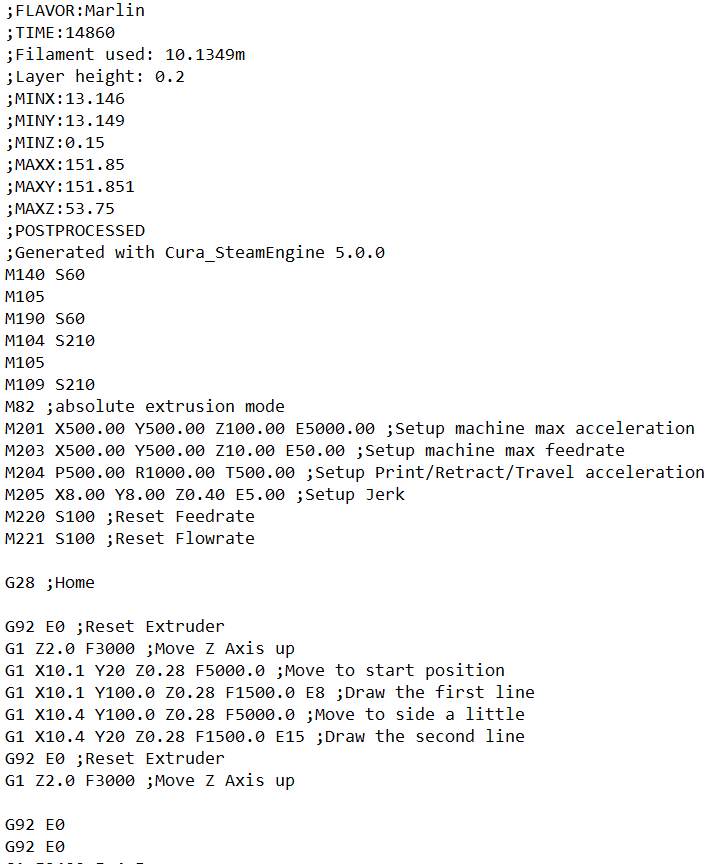 ;FLAVOR:Marlin
;TIME:14860
;Filament used: 10.1349m
;Layer height: 0.2
;MINX:13.146
;MINY:13.149
;MINZ:0.15
;MAXX:151.85
;MAXY:151.851
;MAXZ:53.75
;POSTPROCESSED
;Generated with Cura_SteamEngine 5.0.0
M140 S60
M105
M190 S60
M104 S210
M105
M109 S210
M82 ;absolute extrusion mode
M201 X500.00 Y500.00 Z100.00 E5000.00 ;Setup machine max acceleration
M203 X500.00 Y500.00 Z10.00 E50.00 ;Setup machine max feedrate
M204 P500.00 R1000.00 T500.00 ;Setup Print/Retract/Travel acceleration
M205 X8.00 Y8.00 Z0.40 E5.00 ;Setup Jerk
M220 S100 ;Reset Feedrate
M221 S100 ;Reset Flowrate
G28 ;Home
G92 E0 ;Reset Extruder
G1 Z2.0 F3000 ;Move Z Axis up
G1 X10.1 Y20 Z0.28 F5000.0 ;Move to start position
G1 X10.1 Y100.0 Z0.28 F1500.0 E8 ;Draw the first line
G1 X10.4 Y100.0 Z0.28 F5000.0 ;Move to side a little
G1 X10.4 Y20 Z0.28 F1500.0 E15 ;Draw the second line
G92 E0 ;Reset Extruder
G1 Z2.0 F3000 ;Move Z Axis up
G92 E0
G92 E0